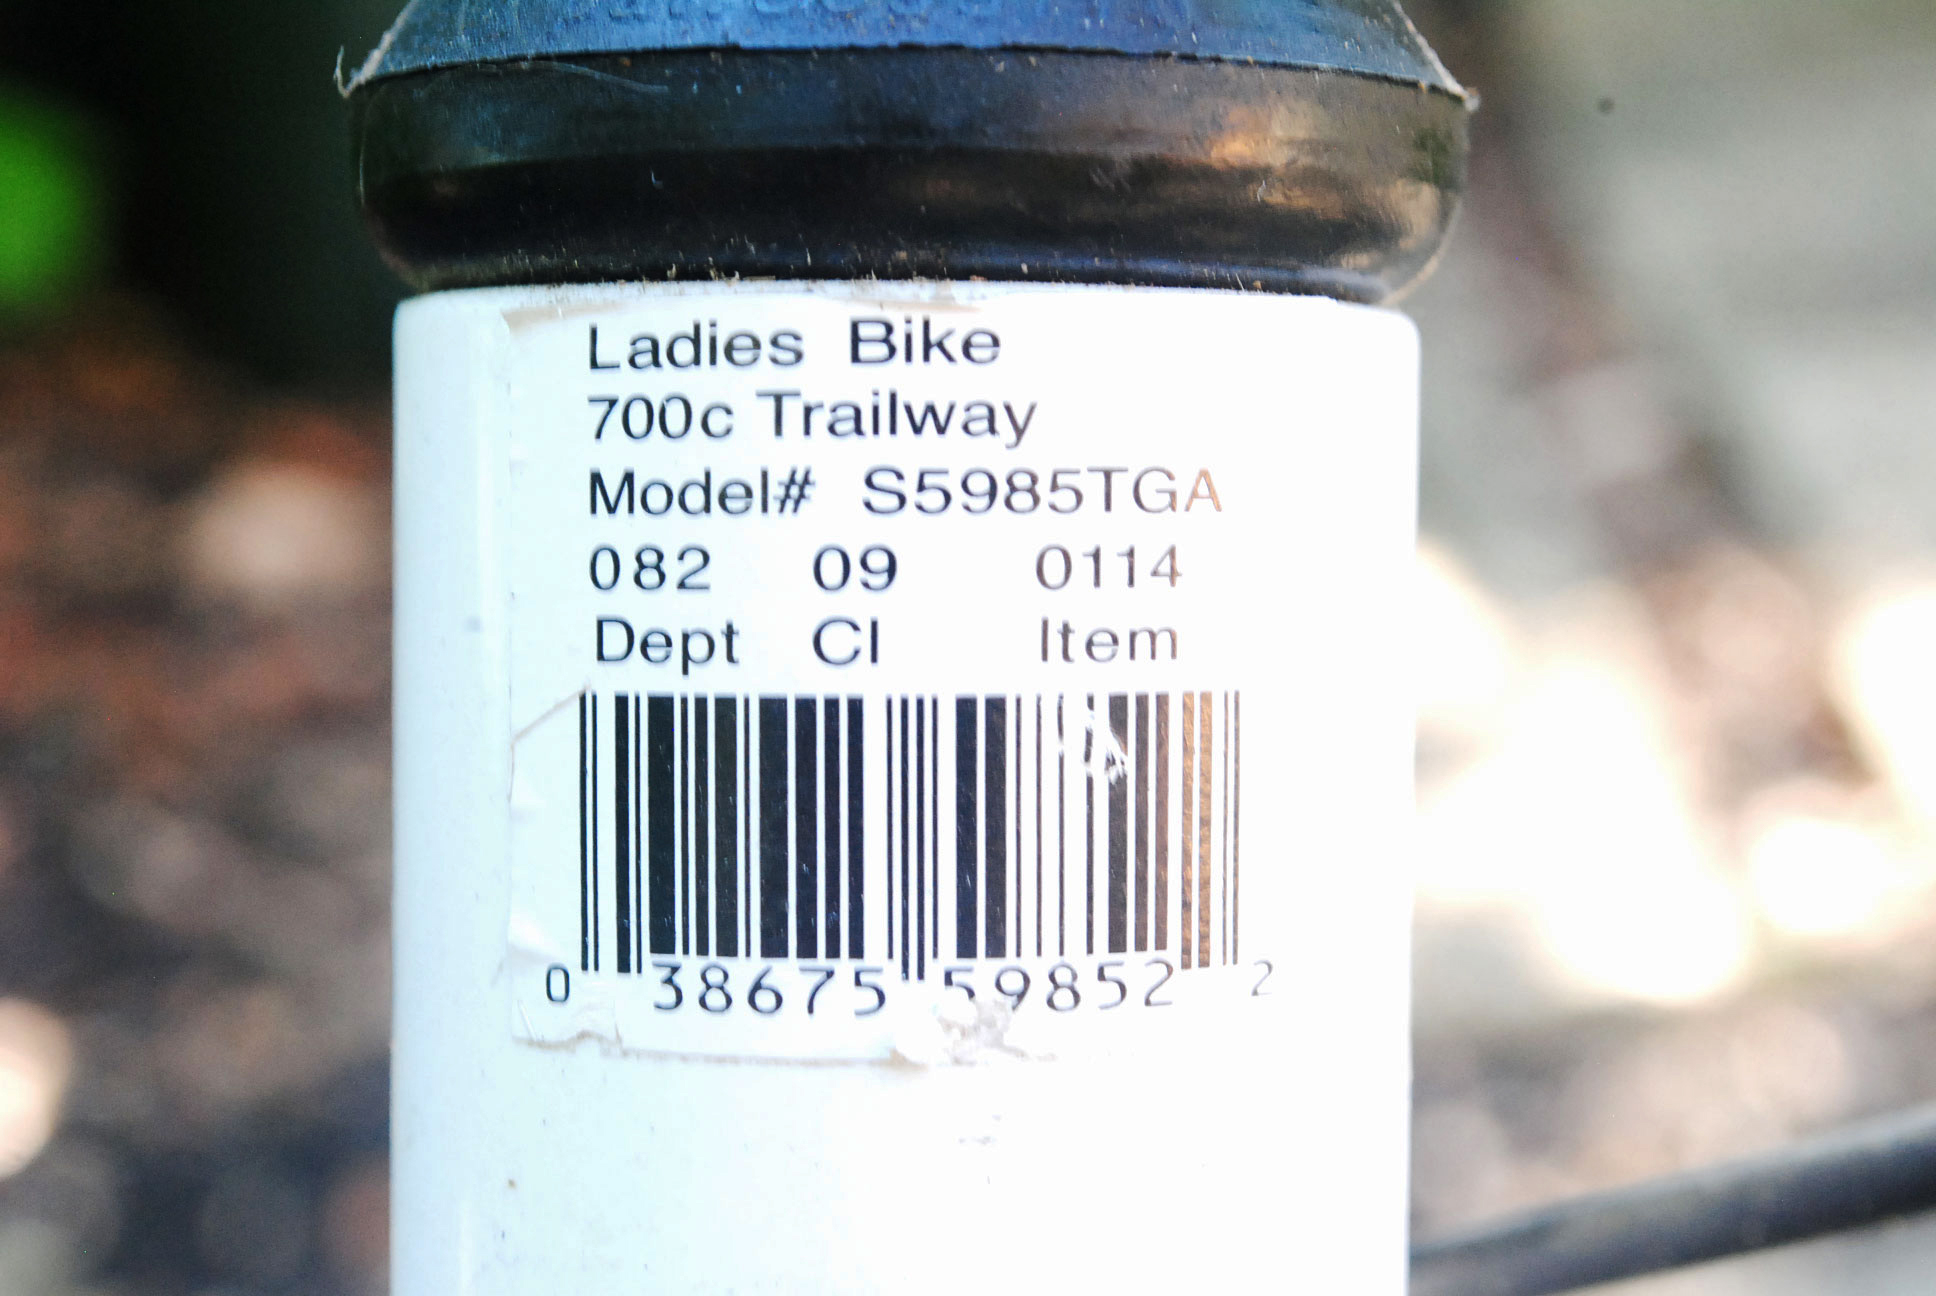 Ladies Bike
700c Trailway
Model# S5985TGA
082 09 0114
Dept Cl Item
0 38675 59852 2